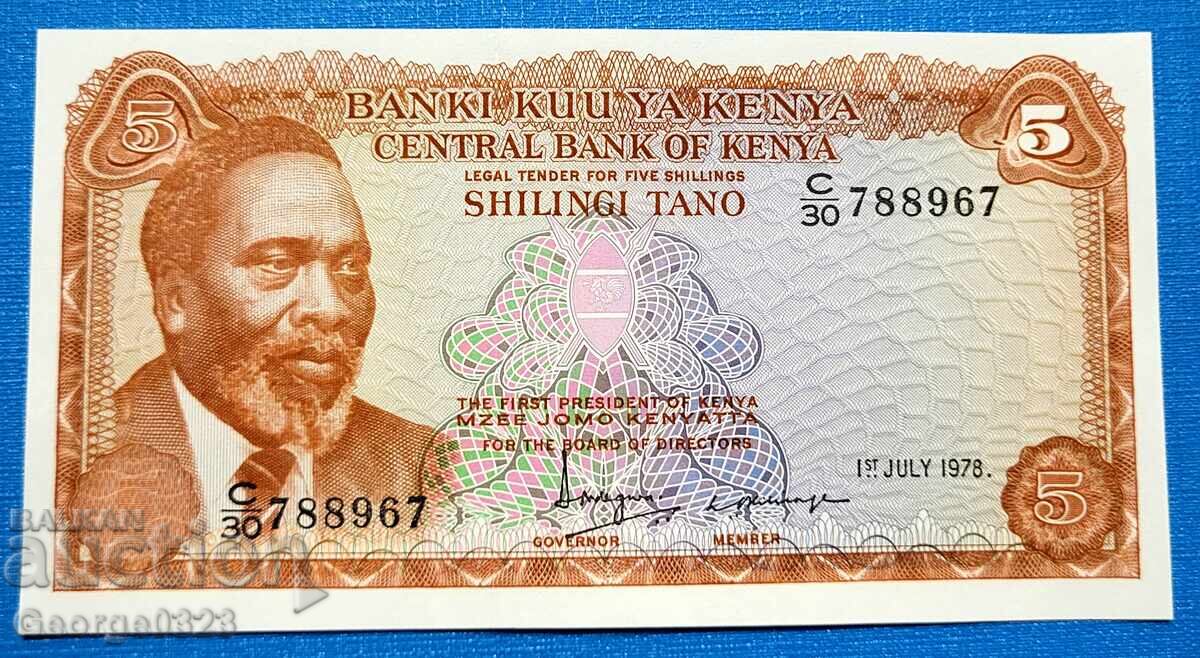 5
5
BANKI KUU YA KENYA
CENTRAL BANK OF KENYA
LEGAL TENDER FOR FIVE SHILLINGS
SHILINGI TANO
C/30 788967
THE FIRST PRESIDENT OF KENYA
MZEE JOMO KENYATTA
FOR THE BOARD OF DIRECTORS
1ST JULY 1978.
C/30 788967
5
GOVERNOR MEMBER
BALKAN
auction
George0323